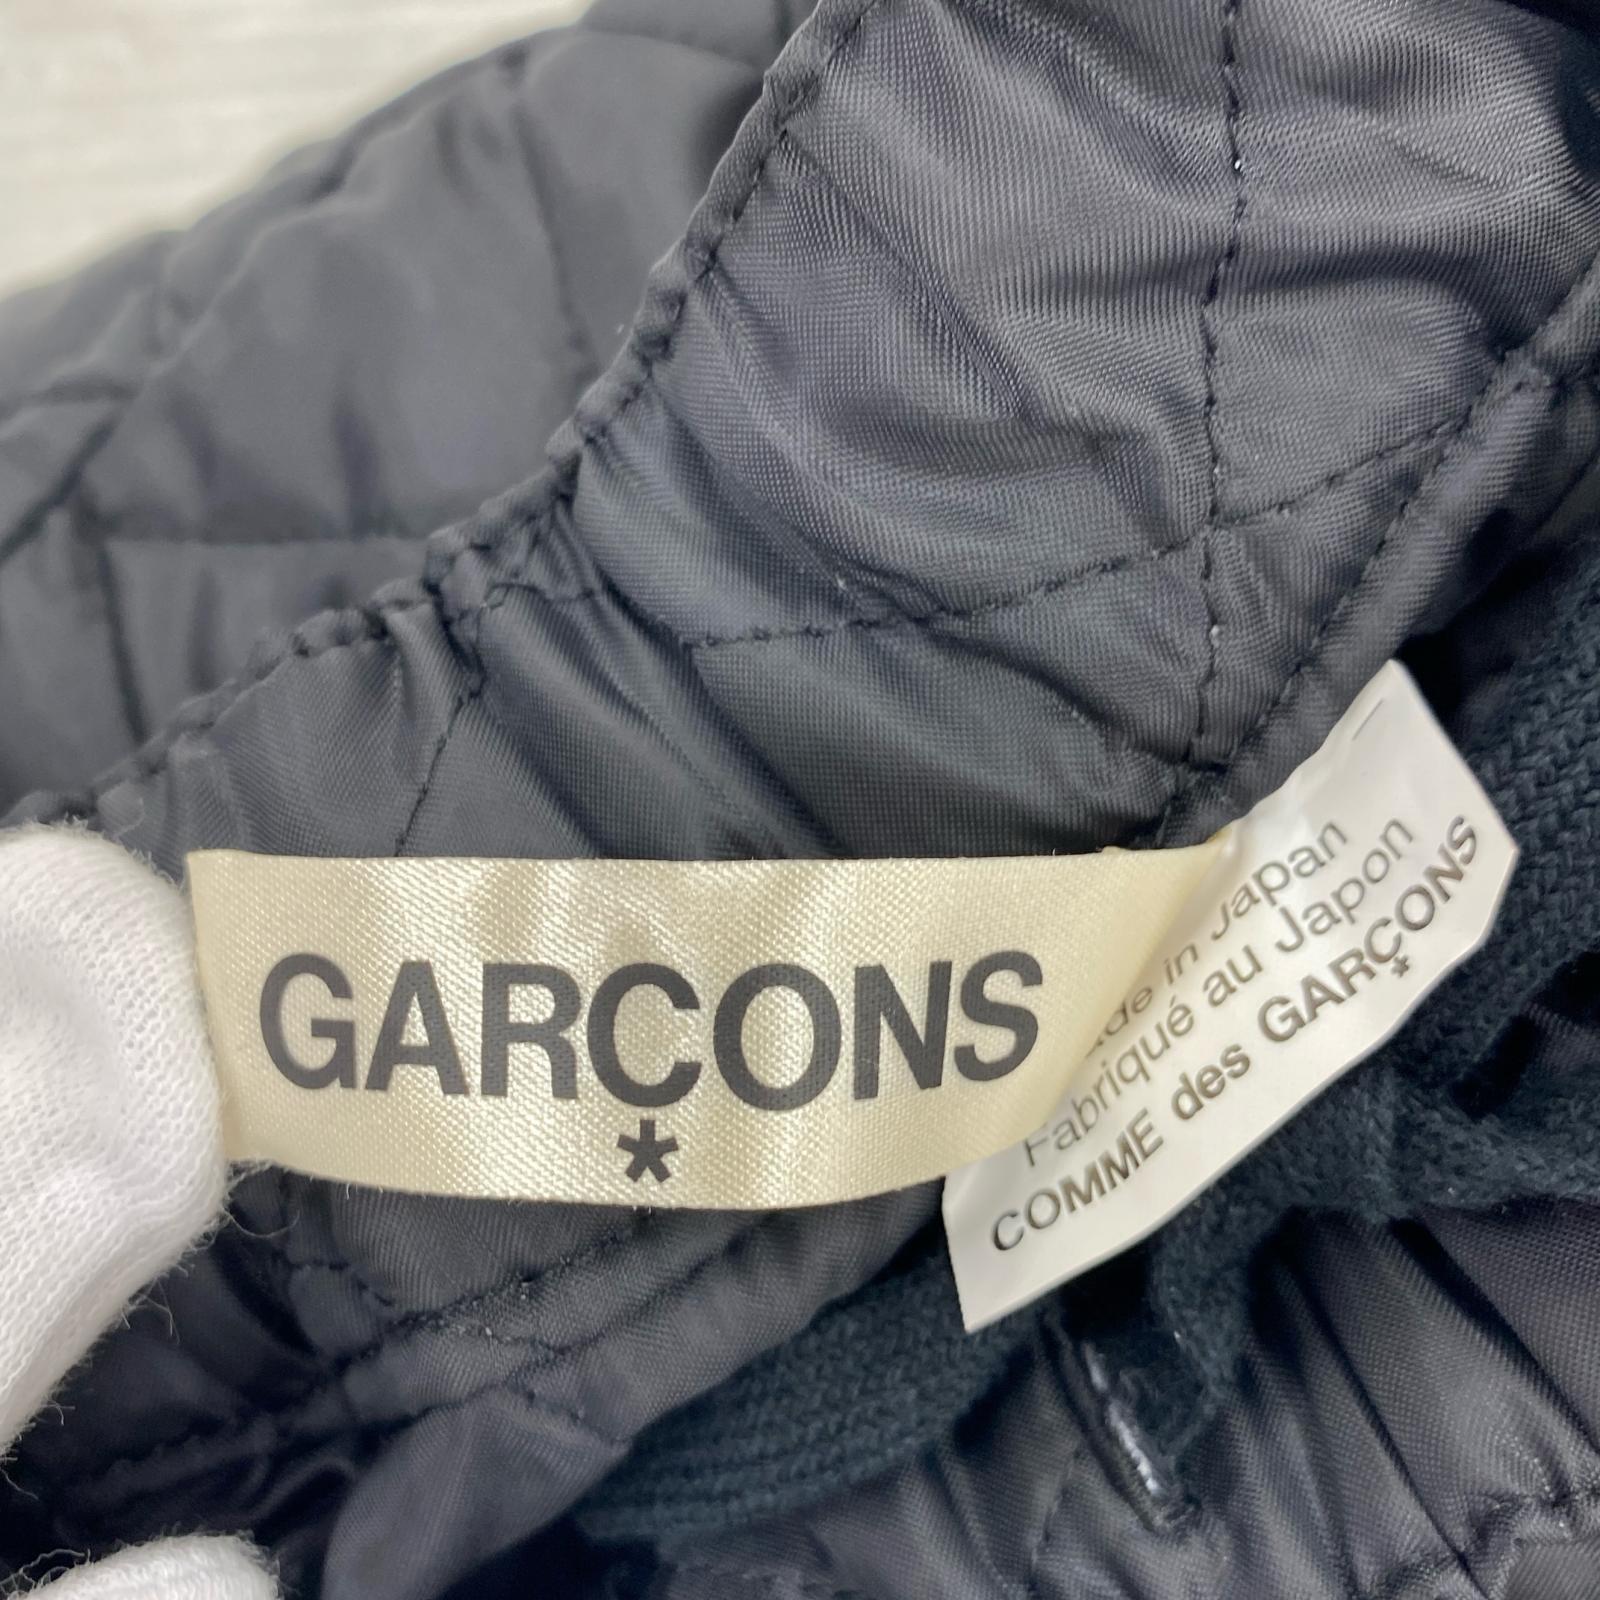 GARÇONS
*
in Japan
Fabriqué au Japon
COMME des GARÇONS
*